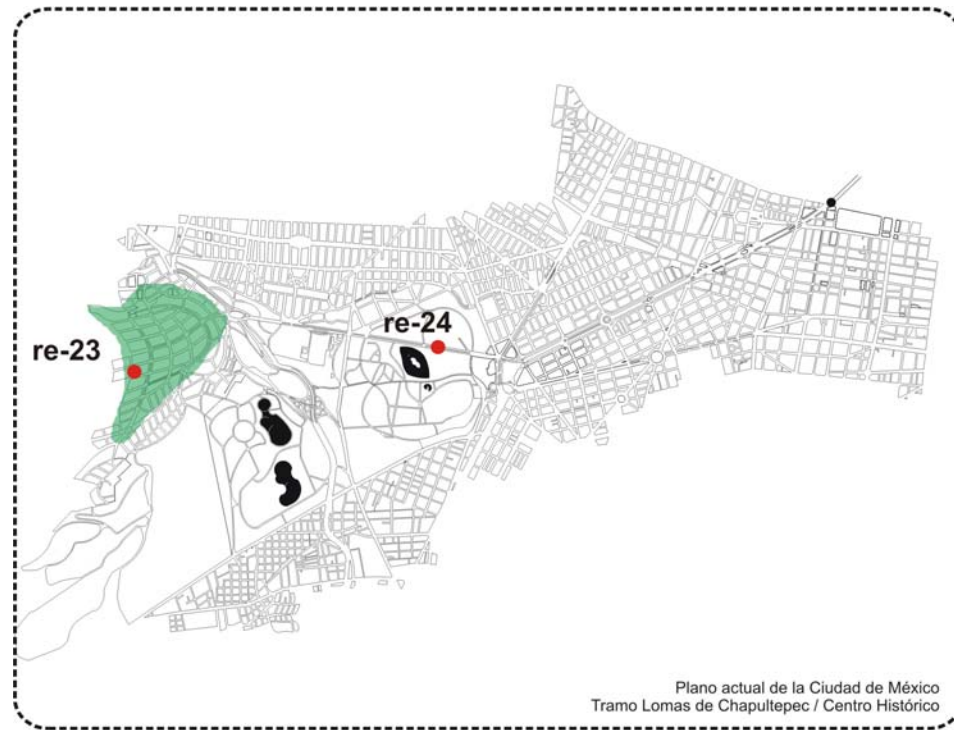 re-24
re-23
Plano actual de la Ciudad de México
Tramo Lomas de Chapultepec / Centro Histórico